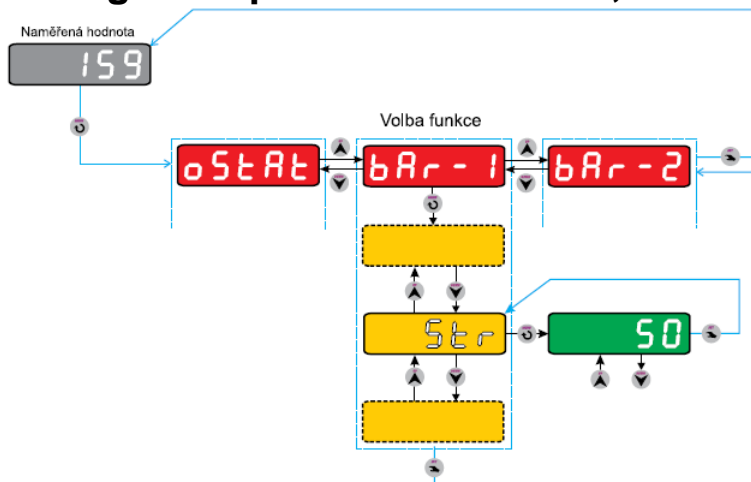 Naměřená hodnota
159
Volba funkce
oStAt
bAr-1
bAr-2
Str
50